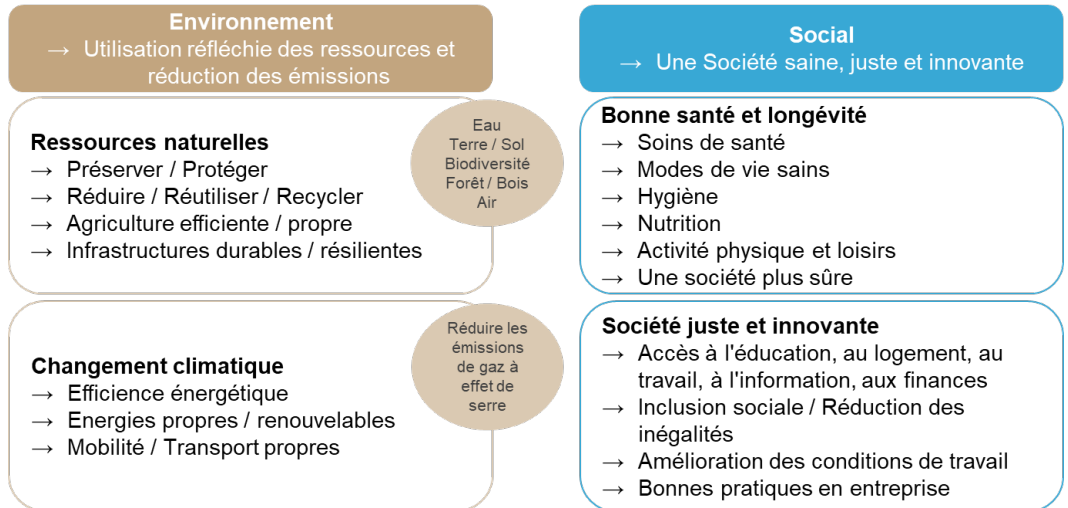 Environnement
→ Utilisation réfléchie des ressources et
réduction des émissions
Ressources naturelles
→ Préserver / Protéger
→ Réduire / Réutiliser / Recycler
→ Agriculture efficiente / propre
→ Infrastructures durables / résilientes
Eau
Terre / Sol
Biodiversité
Forêt / Bois
Air
Changement climatique
→ Efficience énergétique
→ Energies propres / renouvelables
→ Mobilité / Transport propres
Réduire les
émissions
de gaz à
effet de
serre
Social
→ Une Société saine, juste et innovante
Bonne santé et longévité
→ Soins de santé
→ Modes de vie sains
→ Hygiène
→ Nutrition
→ Activité physique et loisirs
→ Une société plus sûre
Société juste et innovante
→ Accès à l'éducation, au logement, au
travail, à l'information, aux finances
→ Inclusion sociale / Réduction des
inégalités
→ Amélioration des conditions de travail
→ Bonnes pratiques en entreprise